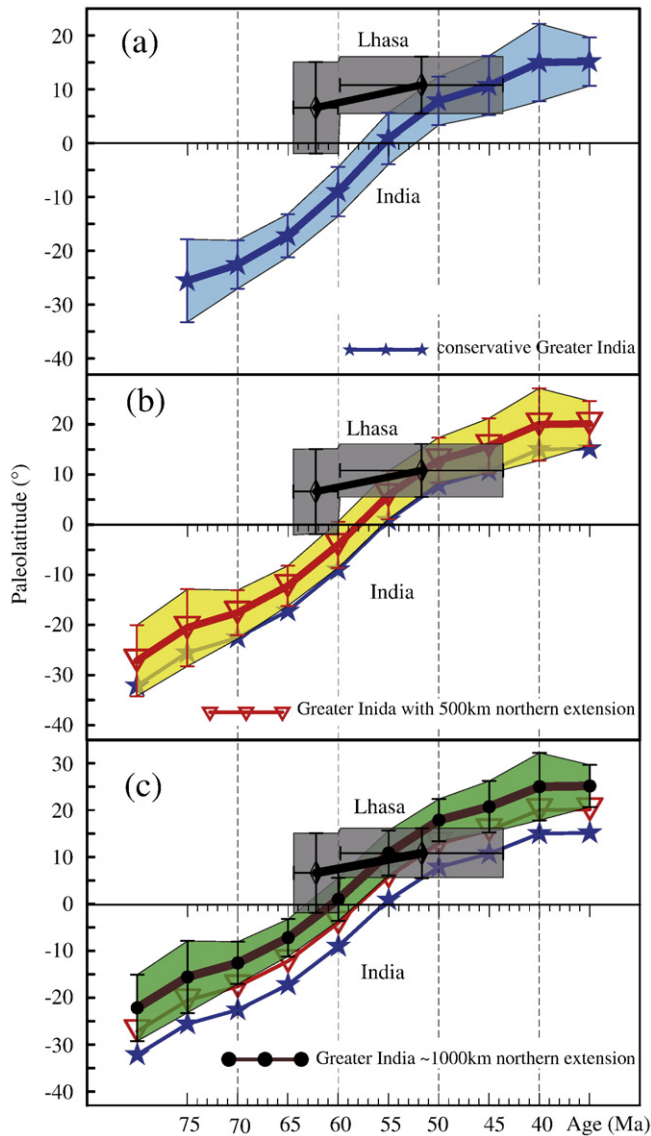 (a)
20
Lhasa
10
0
-10
India
-20
-30
conservative Greater India
-40
(b)
20
Lhasa
10
0
-10
India
-20
-30
Greater Inida with 500km northern extension
-40
Paleolatitude (°)
(c)
30
20
Lhasa
10
0
-10
India
-20
-30
Greater India ~1000km northern extension
-40
75 70 65 60 55 50 45 40 Age (Ma)